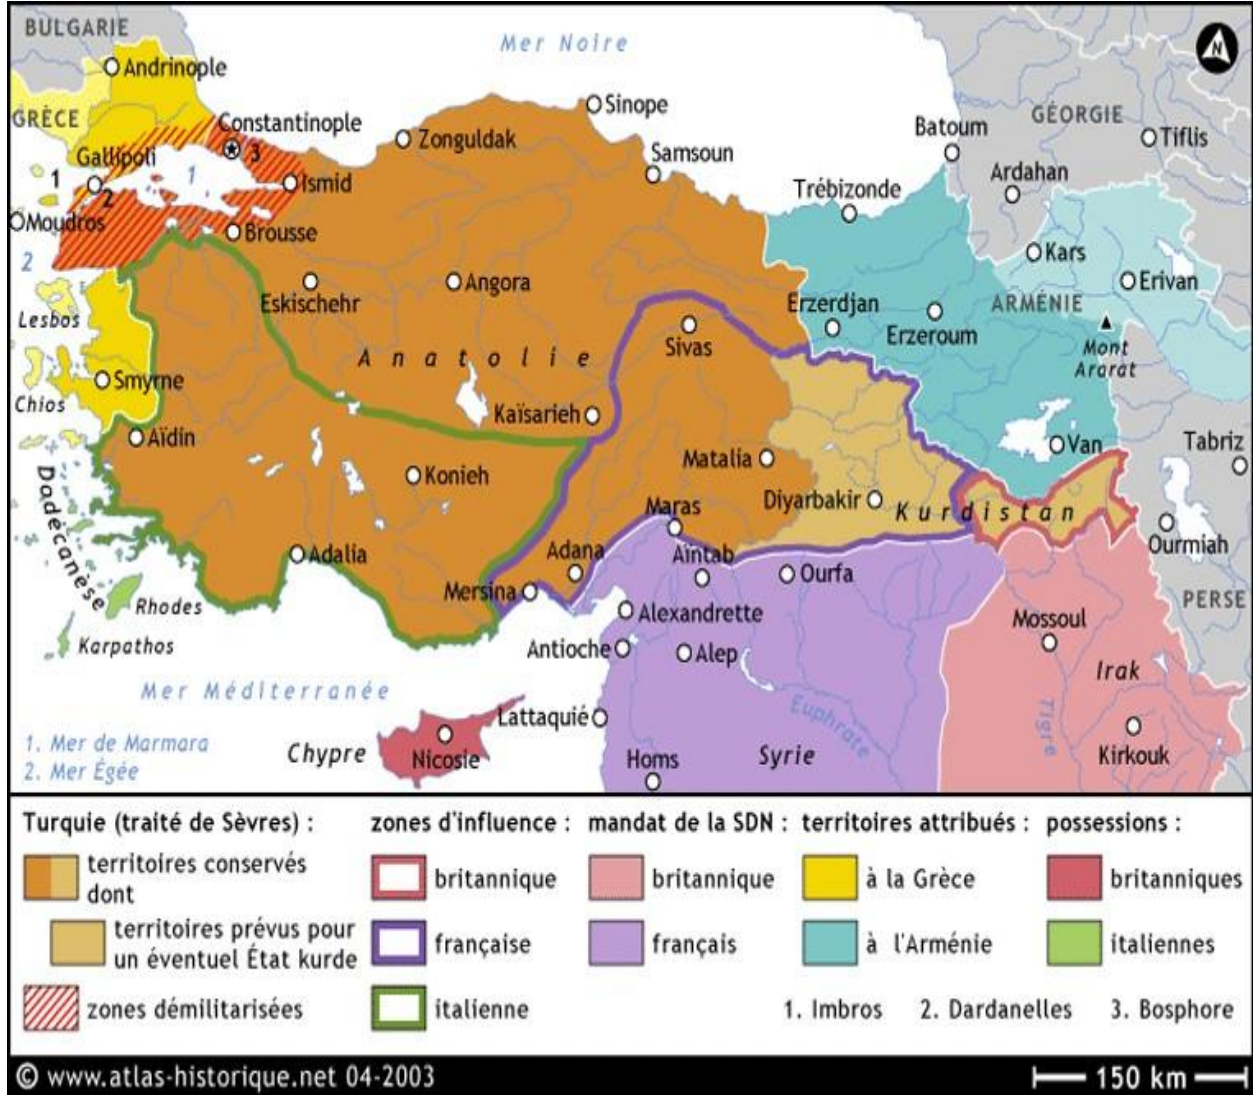 BULGARIE
Mer Noire
N
Andrinople
Sinope
GRÈCE
Constantinople
3
Zonguldak
Batoum
GÉORGIE
Tiflis
Gallipoli
1
2
1
Ismid
Samsoun
Ardahan
Trébizonde
Moudros
Brousse
Kars
2
Eskischehr
Angora
Erivan
Lesbos
Erzerdjan
ARMÉNIE
Erzeroum
Sivas
Mont
Ararat
Anatolie
Smyrne
Chios
Kaïsarieh
Aïdin
Van
Tabriz
Konieh
Matalia
Diyarbakir
Kurdistan
Dadécanèse
Maras
Ourmiah
Adalia
Adana
Aïntab
Ourfa
Mersina
Rhodes
Alexandrette
PERSE
Mossoul
Karpathos
Antioche
Alep
Irak
Mer Méditerranée
Euphrate
Tigre
Lattaquié
1. Mer de Marmara
2. Mer Égée
Chypre
Nicosie
Homs
Syrie
Kirkouk
Turquie (traité de Sèvres) :
territoires conservés
dont
territoires prévus pour
un éventuel État kurde
zones démilitarisées
zones d'influence :
britannique
française
italienne
mandat de la SDN :
britannique
français
territoires attribués :
à la Grèce
à l'Arménie
possessions :
britanniques
italiennes
1. Imbros 2. Dardanelles 3. Bosphore
© www.atlas-historique.net 04-2003
150 km